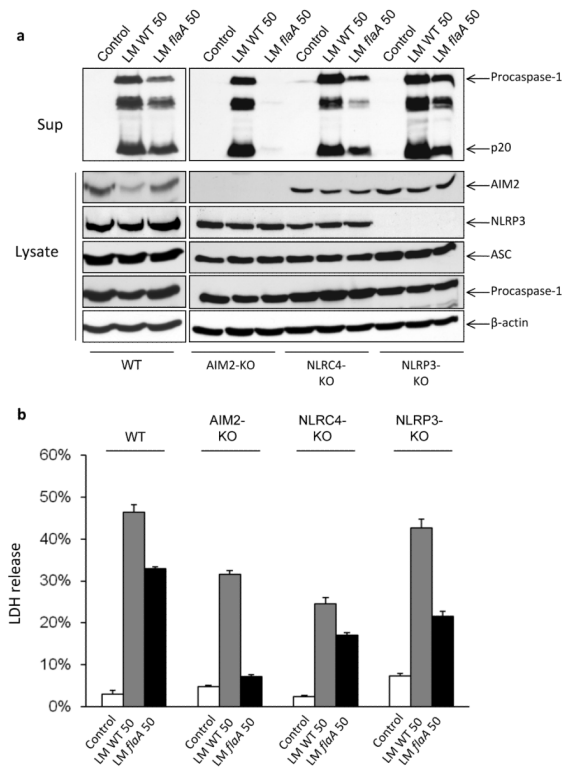 a
Control
LM WT 50
LM flaA 50
Control
LM WT 50
LM flaA 50
Control
LM WT 50
LM flaA 50
Control
LM WT 50
LM flaA 50
Sup
Procaspase-1
p20
Lysate
AIM2
NLRP3
ASC
Procaspase-1
β-actin
WT
AIM2-KO
NLRC4-
KO
NLRP3-
KO
b
WT
AIM2-
KO
NLRC4-
KO
NLRP3-
KO
LDH release
60%
50%
40%
30%
20%
10%
0%
Control
LM WT 50
LM flaA 50
Control
LM WT 50
LM flaA 50
Control
LM WT 50
LM flaA 50
Control
LM WT 50
LM flaA 50